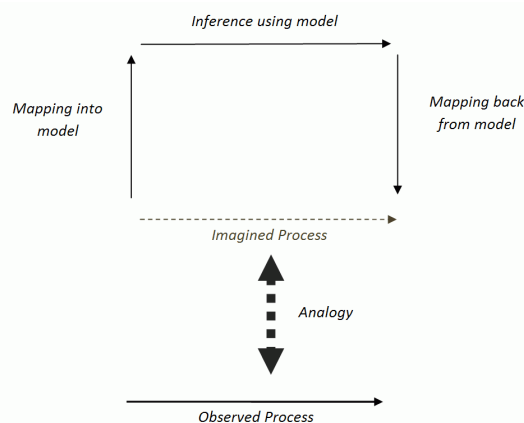 Inference using model
Mapping into
model
Mapping back
from model
Imagined Process
Analogy
Observed Process